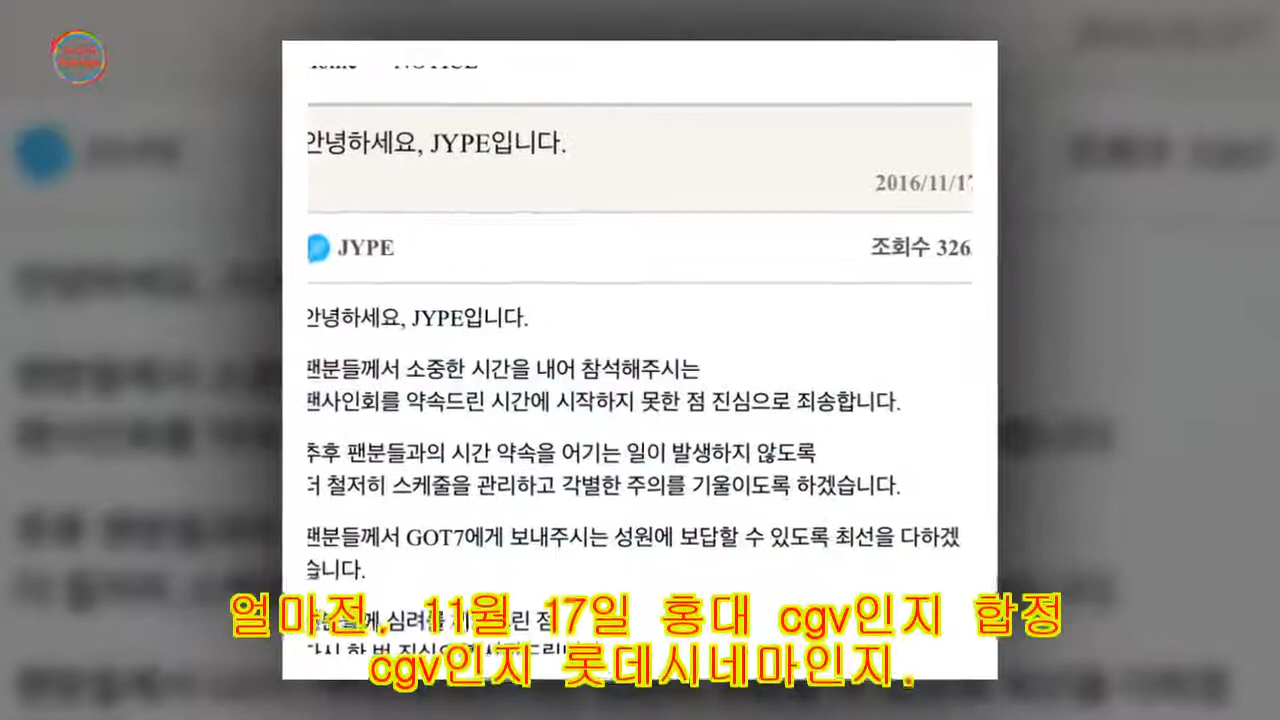 안녕하세요, JYPE입니다.
2016/11/17
JYPE
조회수 326
안녕하세요, JYPE입니다.
팬분들께서 소중한 시간을 내어 참석해주시는
팬사인회를 약속드린 시간에 시작하지 못한 점 진심으로 죄송합니다.
추후 팬분들과의 시간 약속을 어기는 일이 발생하지 않도록
더 철저히 스케줄을 관리하고 각별한 주의를 기울이도록 하겠습니다.
팬분들께서 GOT7에게 보내주시는 성원에 보답할 수 있도록 최선을 다하겠
습니다.
심려를
점
얼마전. 11월 17일 홍대 cgv인지 합정
cgv인지 롯데시네마인지.